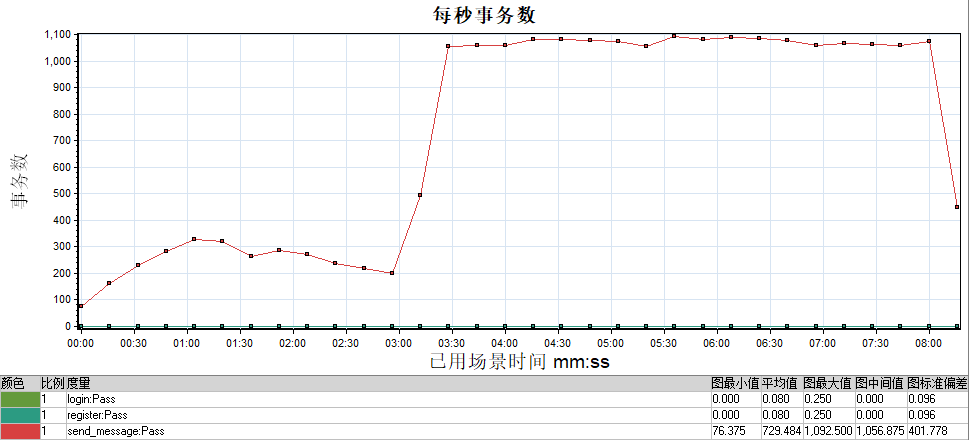 每秒事务数
1,100
1,000
900
800
700
600
500
400
300
200
100
0
事务数
00:00 00:30 01:00 01:30 02:00 02:30 03:00 03:30 04:00 04:30 05:00 05:30 06:00 06:30 07:00 07:30 08:00
已用场景时间 mm:ss
颜色 比例 度量 图最小值 平均值 图最大值 图中间值 图标准偏差
1 login:Pass 0.000 0.080 0.250 0.000 0.096
1 register:Pass 0.000 0.080 0.250 0.000 0.096
1 send_message:Pass 76.375 729.484 1,092.500 1,056.875 401.778